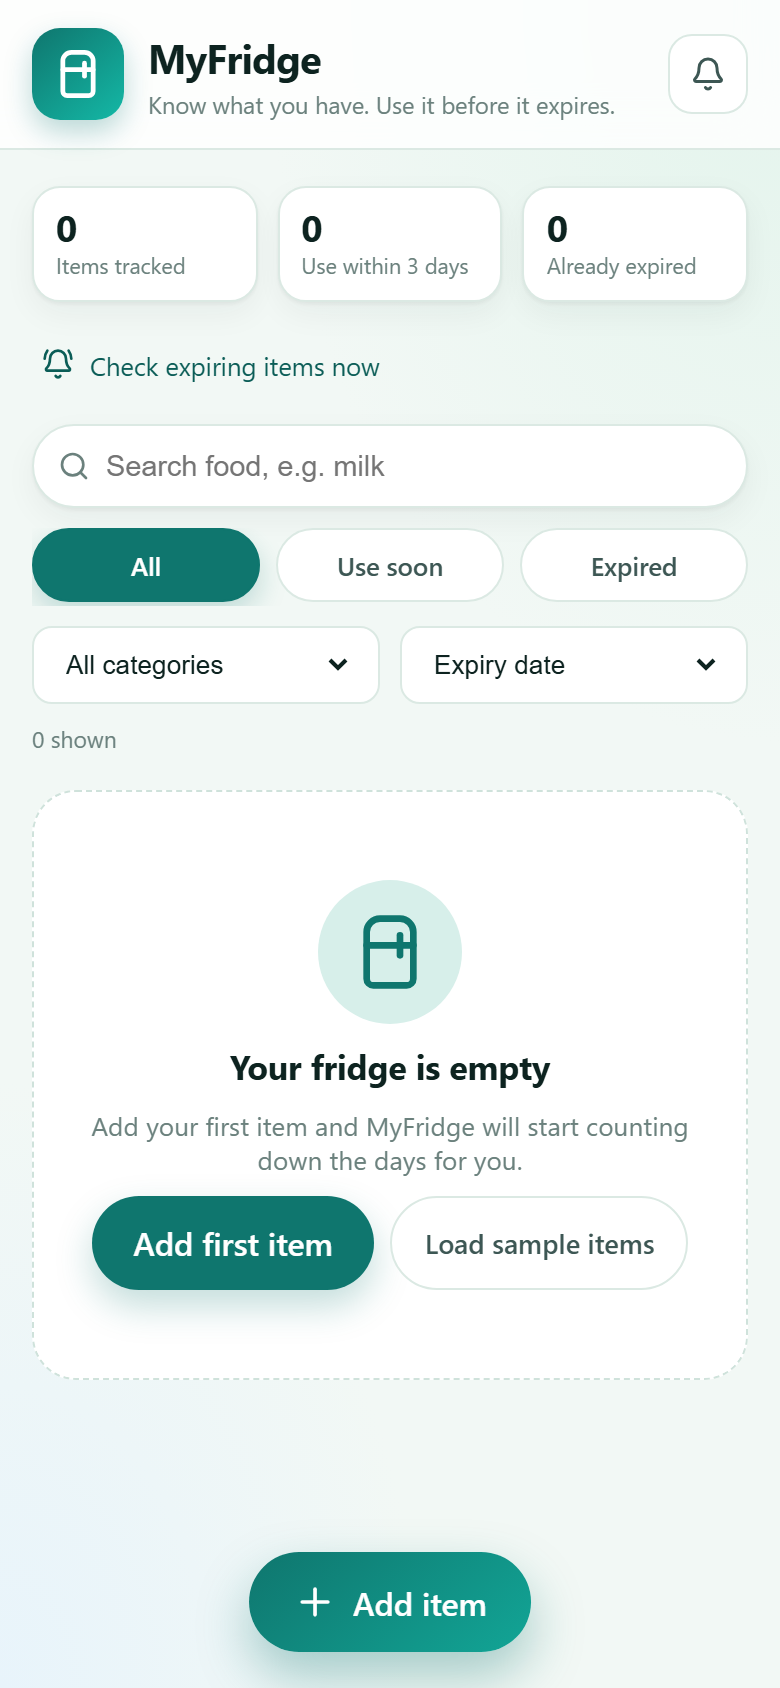 MyFridge
Know what you have. Use it before it expires.
0
Items tracked
0
Use within 3 days
0
Already expired
Check expiring items now
Search food, e.g. milk
All
Use soon
Expired
All categories
Expiry date
0 shown
Your fridge is empty
Add your first item and MyFridge will start counting
down the days for you.
Add first item
Load sample items
Add item